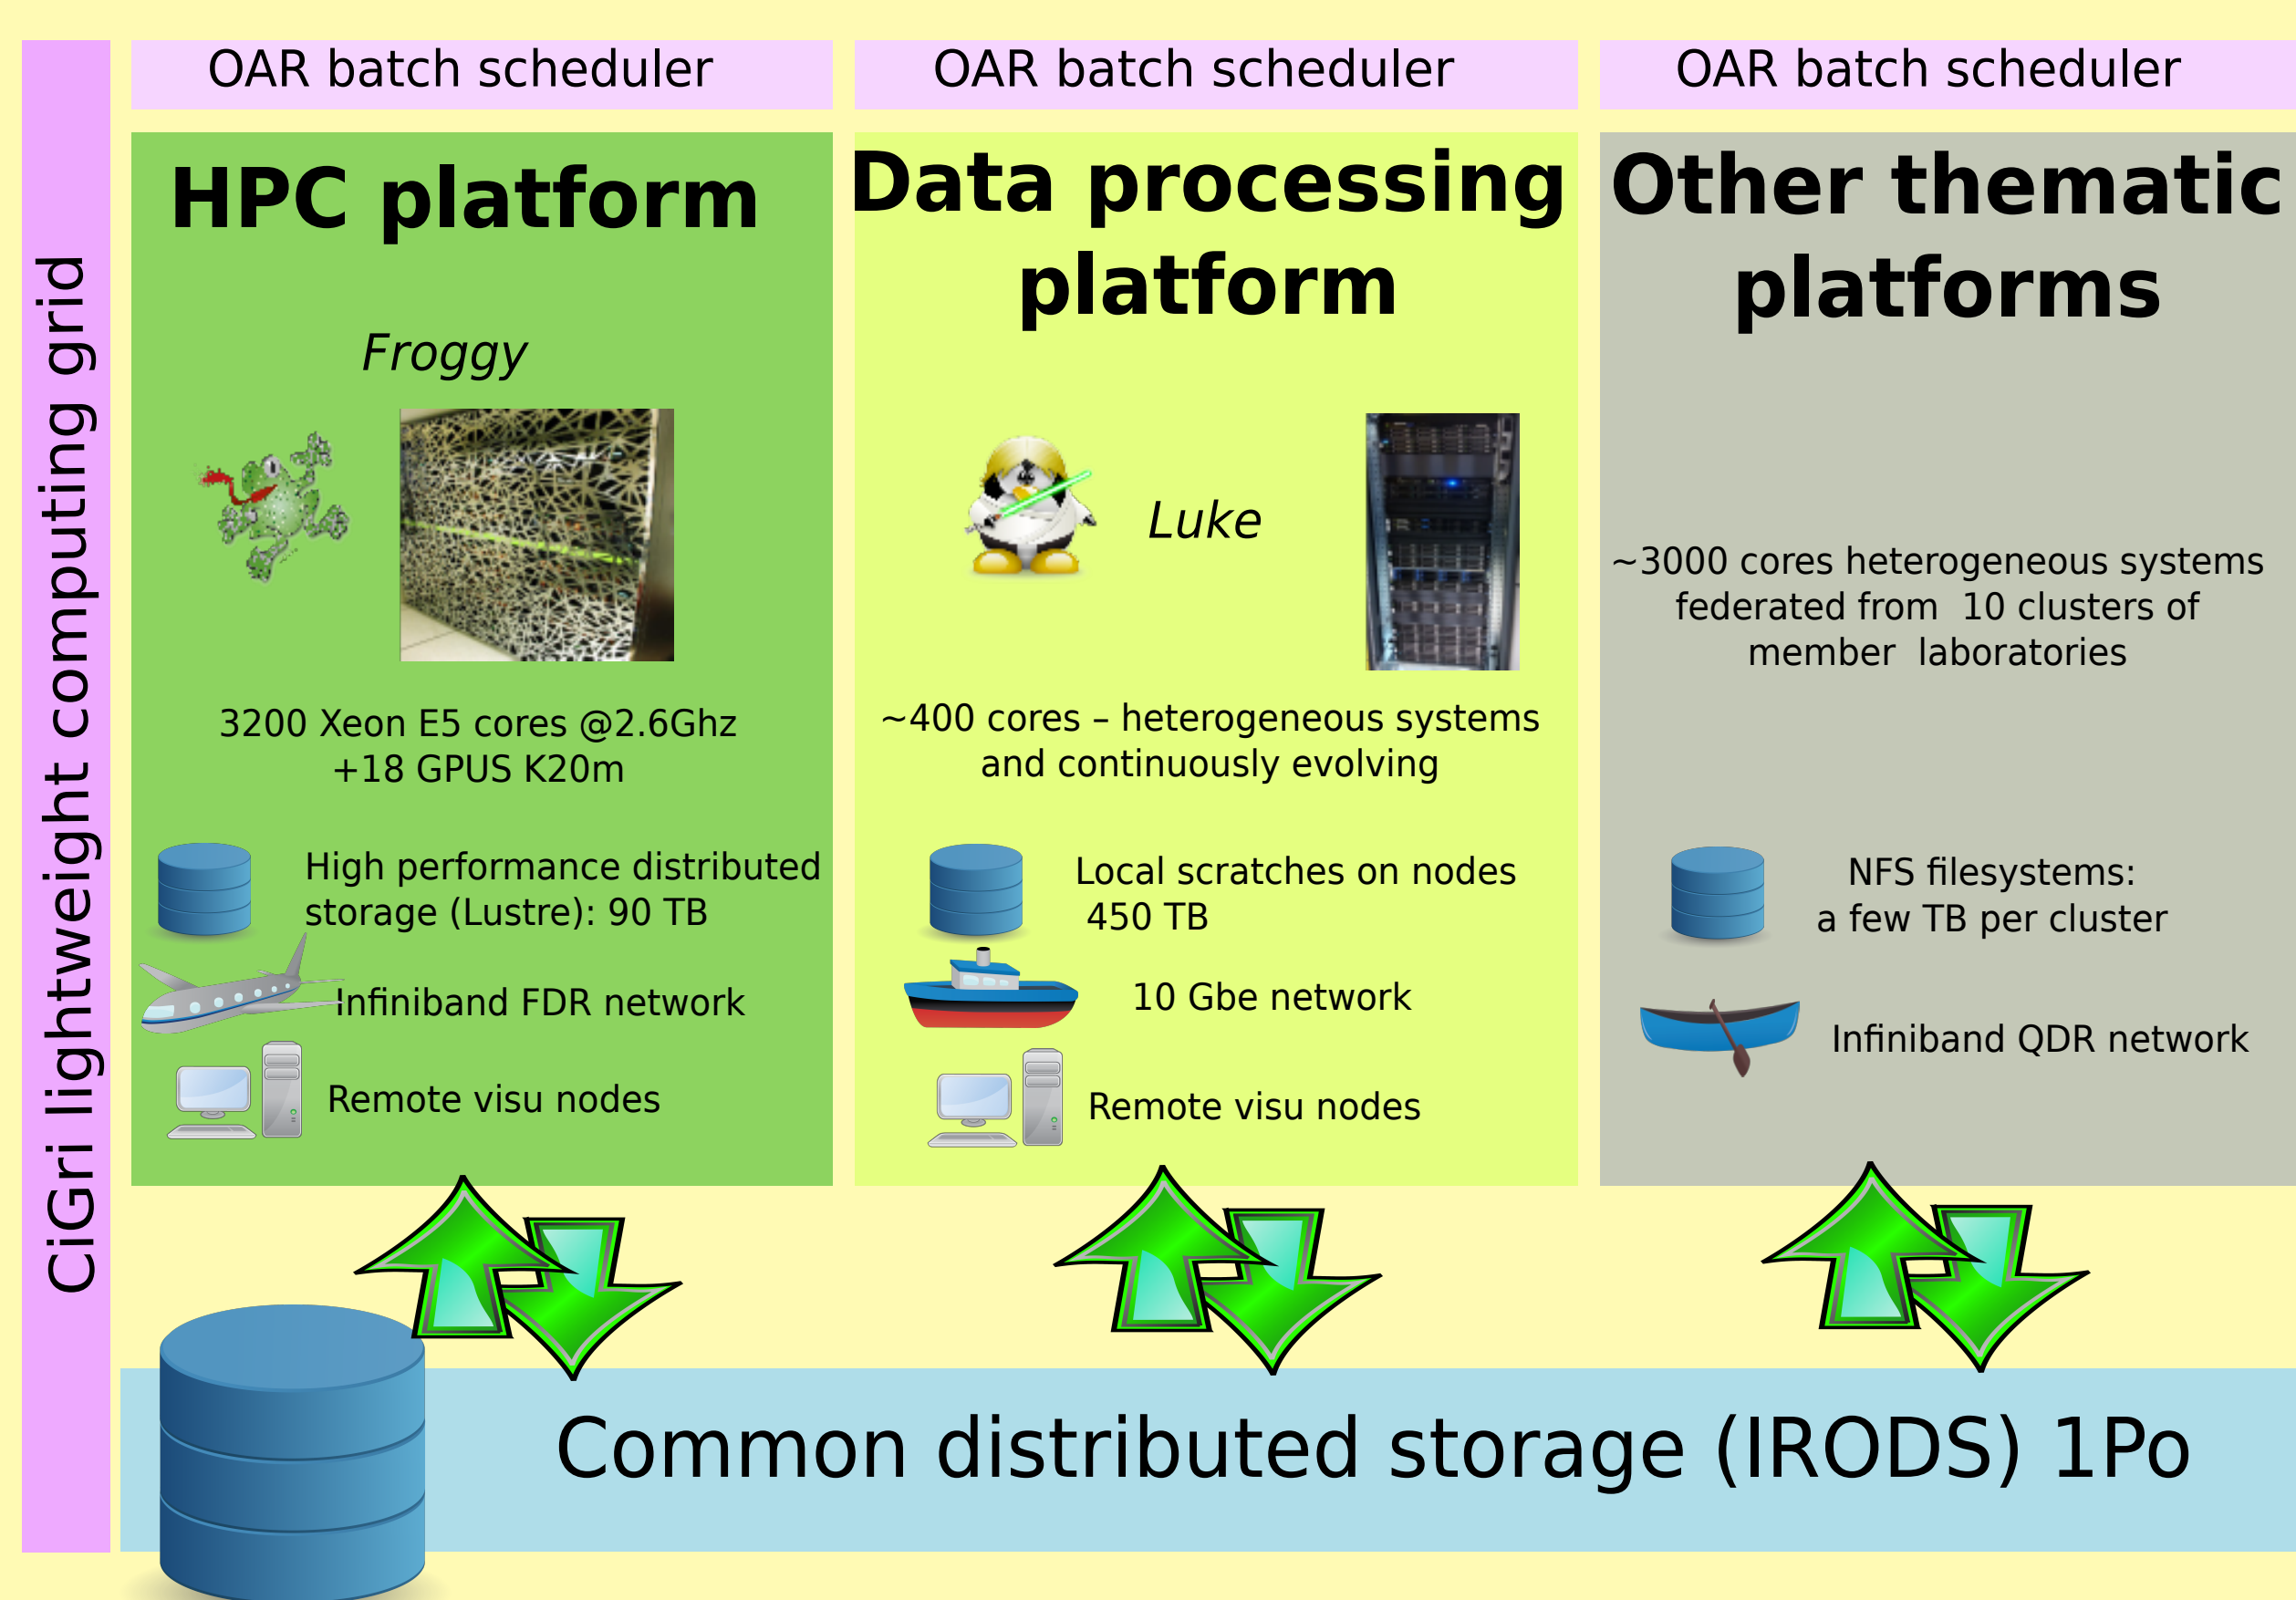 CiGri lightweight computing grid
OAR batch scheduler
HPC platform
Froggy
3200 Xeon E5 cores @2.6Ghz
+18 GPUS K20m
High performance distributed
storage (Lustre): 90 TB
Infiniband FDR network
Remote visu nodes
OAR batch scheduler
Data processing
platform
Luke
~400 cores – heterogeneous systems
and continuously evolving
Local scratches on nodes
450 TB
10 Gbe network
Remote visu nodes
OAR batch scheduler
Other thematic
platforms
~3000 cores heterogeneous systems
federated from  10 clusters of
member  laboratories
NFS filesystems:
a few TB per cluster
Infiniband QDR network
Common distributed storage (IRODS) 1Po